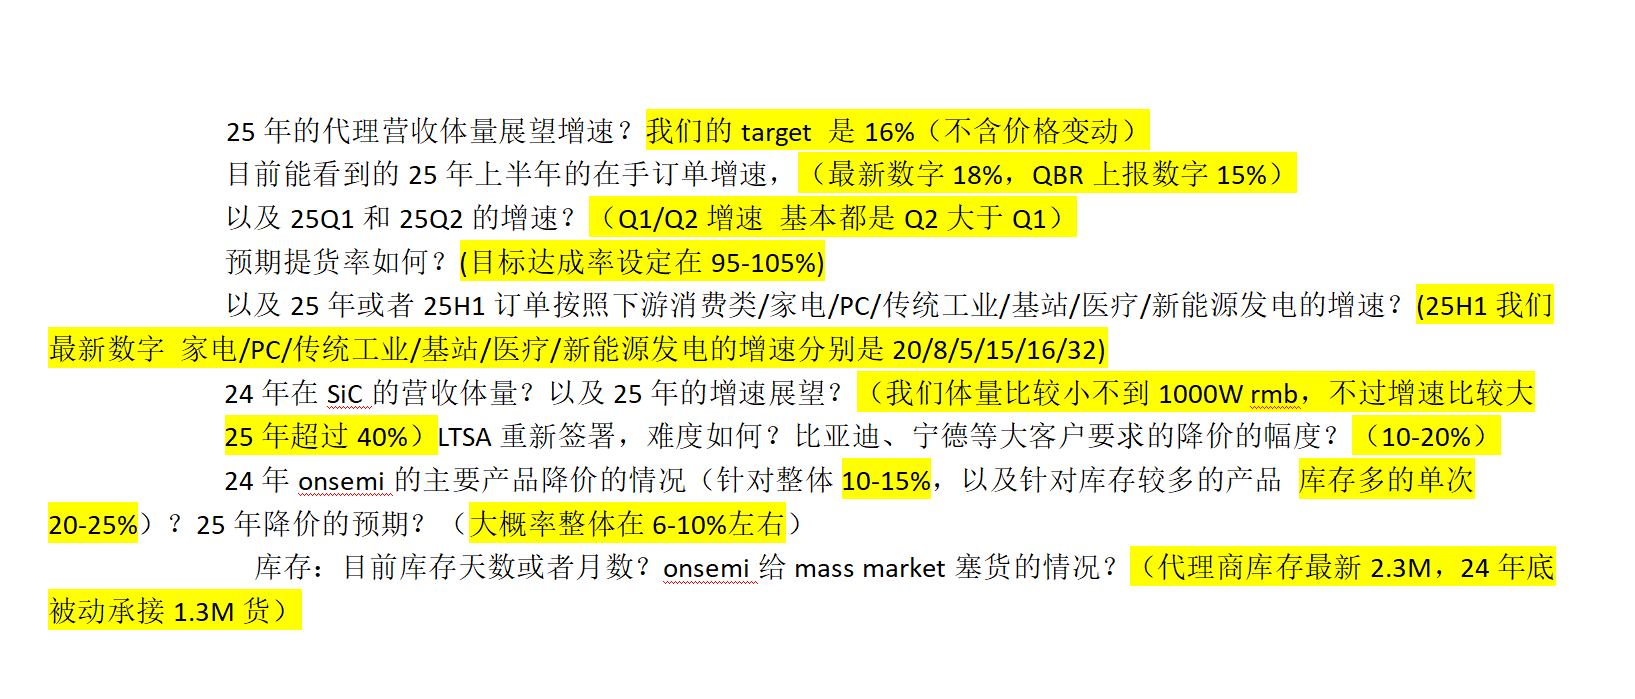 25 年的代理营收体量展望增速？我们的 target 是 16%（不含价格变动）
目前能看到的 25 年上半年的在手订单增速，（最新数字 18%，QBR 上报数字 15%）
以及 25Q1 和 25Q2 的增速？（Q1/Q2 增速 基本都是 Q2 大于 Q1）
预期提货率如何？(目标达成率设定在 95-105%)
以及 25 年或者 25H1 订单按照下游消费类/家电/PC/传统工业/基站/医疗/新能源发电的增速？(25H1 我们
最新数字 家电/PC/传统工业/基站/医疗/新能源发电的增速分别是 20/8/5/15/16/32)
24 年在 SiC 的营收体量？以及 25 年的增速展望？（我们体量比较小不到 1000W rmb，不过增速比较大
25 年超过 40%）LTSA 重新签署，难度如何？比亚迪、宁德等大客户要求的降价的幅度？（10-20%）
24 年 onsemi 的主要产品降价的情况（针对整体 10-15%，以及针对库存较多的产品 库存多的单次
20-25%）？25 年降价的预期？（大概率整体在 6-10%左右）
库存：目前库存天数或者月数？onsemi 给 mass market 塞货的情况？（代理商库存最新 2.3M，24 年底
被动承接 1.3M 货）